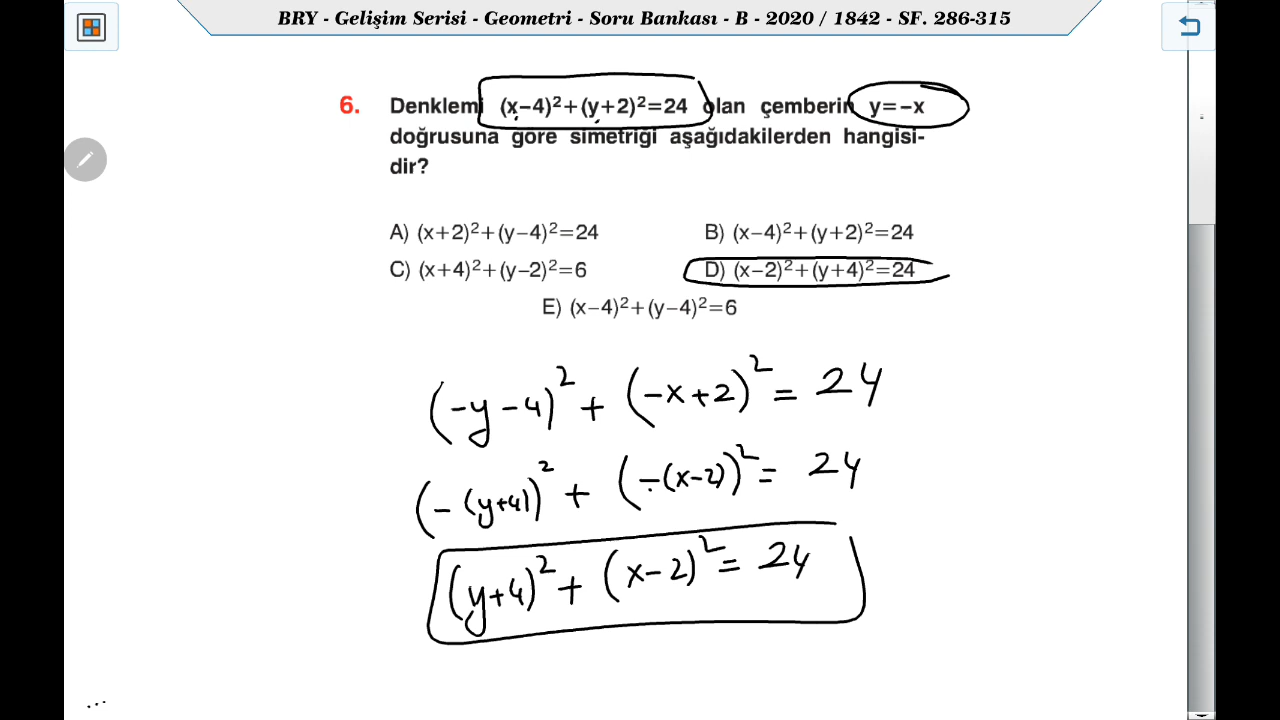 BRY - Gelişim Serisi - Geometri - Soru Bankası - B - 2020 / 1842 - SF. 286-315
6. Denklemi (x−4)²+(y+2)²=24 olan çemberin y=−x
doğrusuna göre simetriği aşağıdakilerden hangisi-
dir?
A) (x+2)²+(y−4)²=24 B) (x−4)²+(y+2)²=24
C) (x+4)²+(y−2)²=6 D) (x−2)²+(y+4)²=24
E) (x−4)²+(y−4)²=6
(-y-4)² + (-x+2)² = 24
(-(y+4))² + (-(x-2))² = 24
(y+4)² + (x-2)² = 24
...